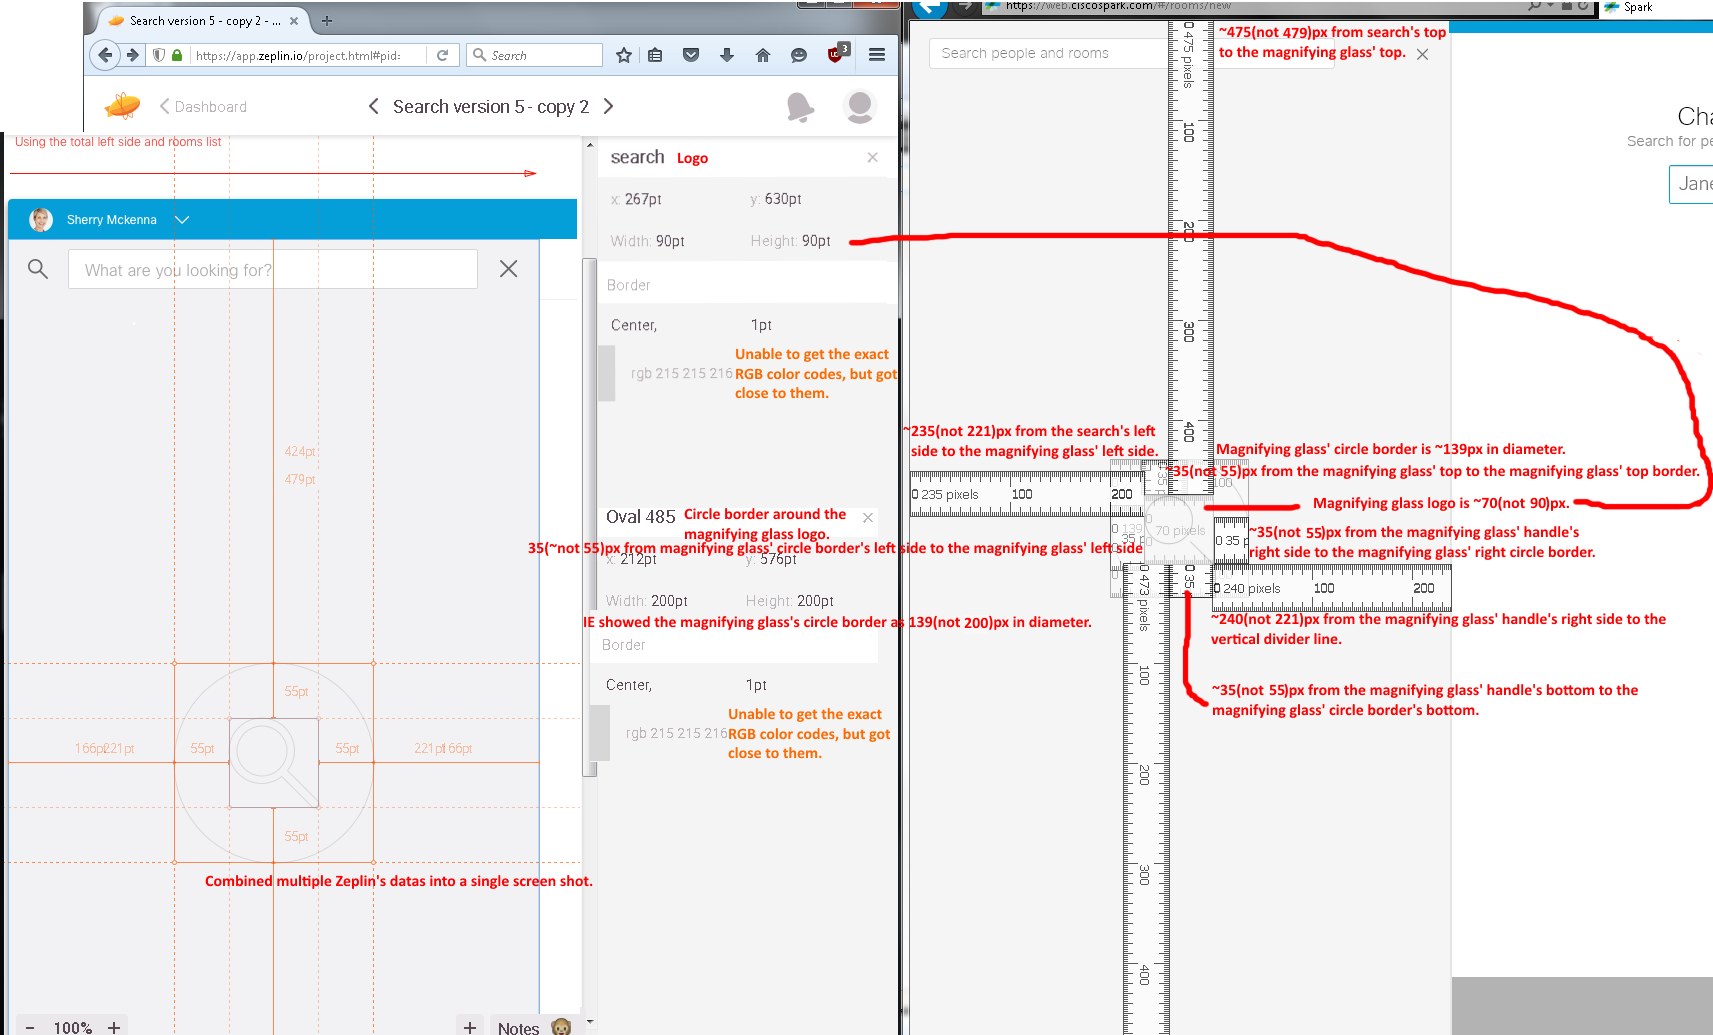 Search version 5 - copy 2 - ...
https://app.zeplin.io/project.html#pid:
Search
3
Dashboard
Search version 5 - copy 2
Using the total left side and rooms list
Sherry Mckenna
What are you looking for?
424pt
479pt
55pt
166pt
221pt
55pt
55pt
221pt
166pt
55pt
Combined multiple Zeplin's datas into a single screen shot.
100%
Notes
search
Logo
x: 267pt
y: 630pt
Width: 90pt
Height: 90pt
Border
Center,
1pt
rgb 215 215 216
Unable to get the exact
RGB color codes, but got
close to them.
Oval 485
Circle border around the
magnifying glass logo.
35(~not 55)px from magnifying glass' circle border's left side to the magnifying glass' left side
x: 212pt
y: 576pt
Width: 200pt
Height: 200pt
IE showed the magnifying glass's circle border as 139(not 200)px in diameter.
Border
Center,
1pt
rgb 215 215 216
Unable to get the exact
RGB color codes, but got
close to them.
https://web.ciscospark.com/#/rooms/new
Spark
Search people and rooms
~475(not 479)px from search's top
to the magnifying glass' top.
0 475 pixels
100
200
300
400
Cha
Search for pe
Jane
~235(not 221)px from the search's left
side to the magnifying glass' left side.
0 235 pixels
100
200
Magnifying glass' circle border is ~139px in diameter.
~35(not 55)px from the magnifying glass' top to the magnifying glass' top border.
Magnifying glass logo is ~70(not 90)px.
70 pixels
0 35 p
~35(not 55)px from the magnifying glass' handle's
right side to the magnifying glass' right circle border.
0 240 pixels
100
200
~240(not 221)px from the magnifying glass' handle's right side to the
vertical divider line.
0 35
~35(not 55)px from the magnifying glass' handle's bottom to the
magnifying glass' circle border's bottom.
0 473 pixels
100
200
300
400